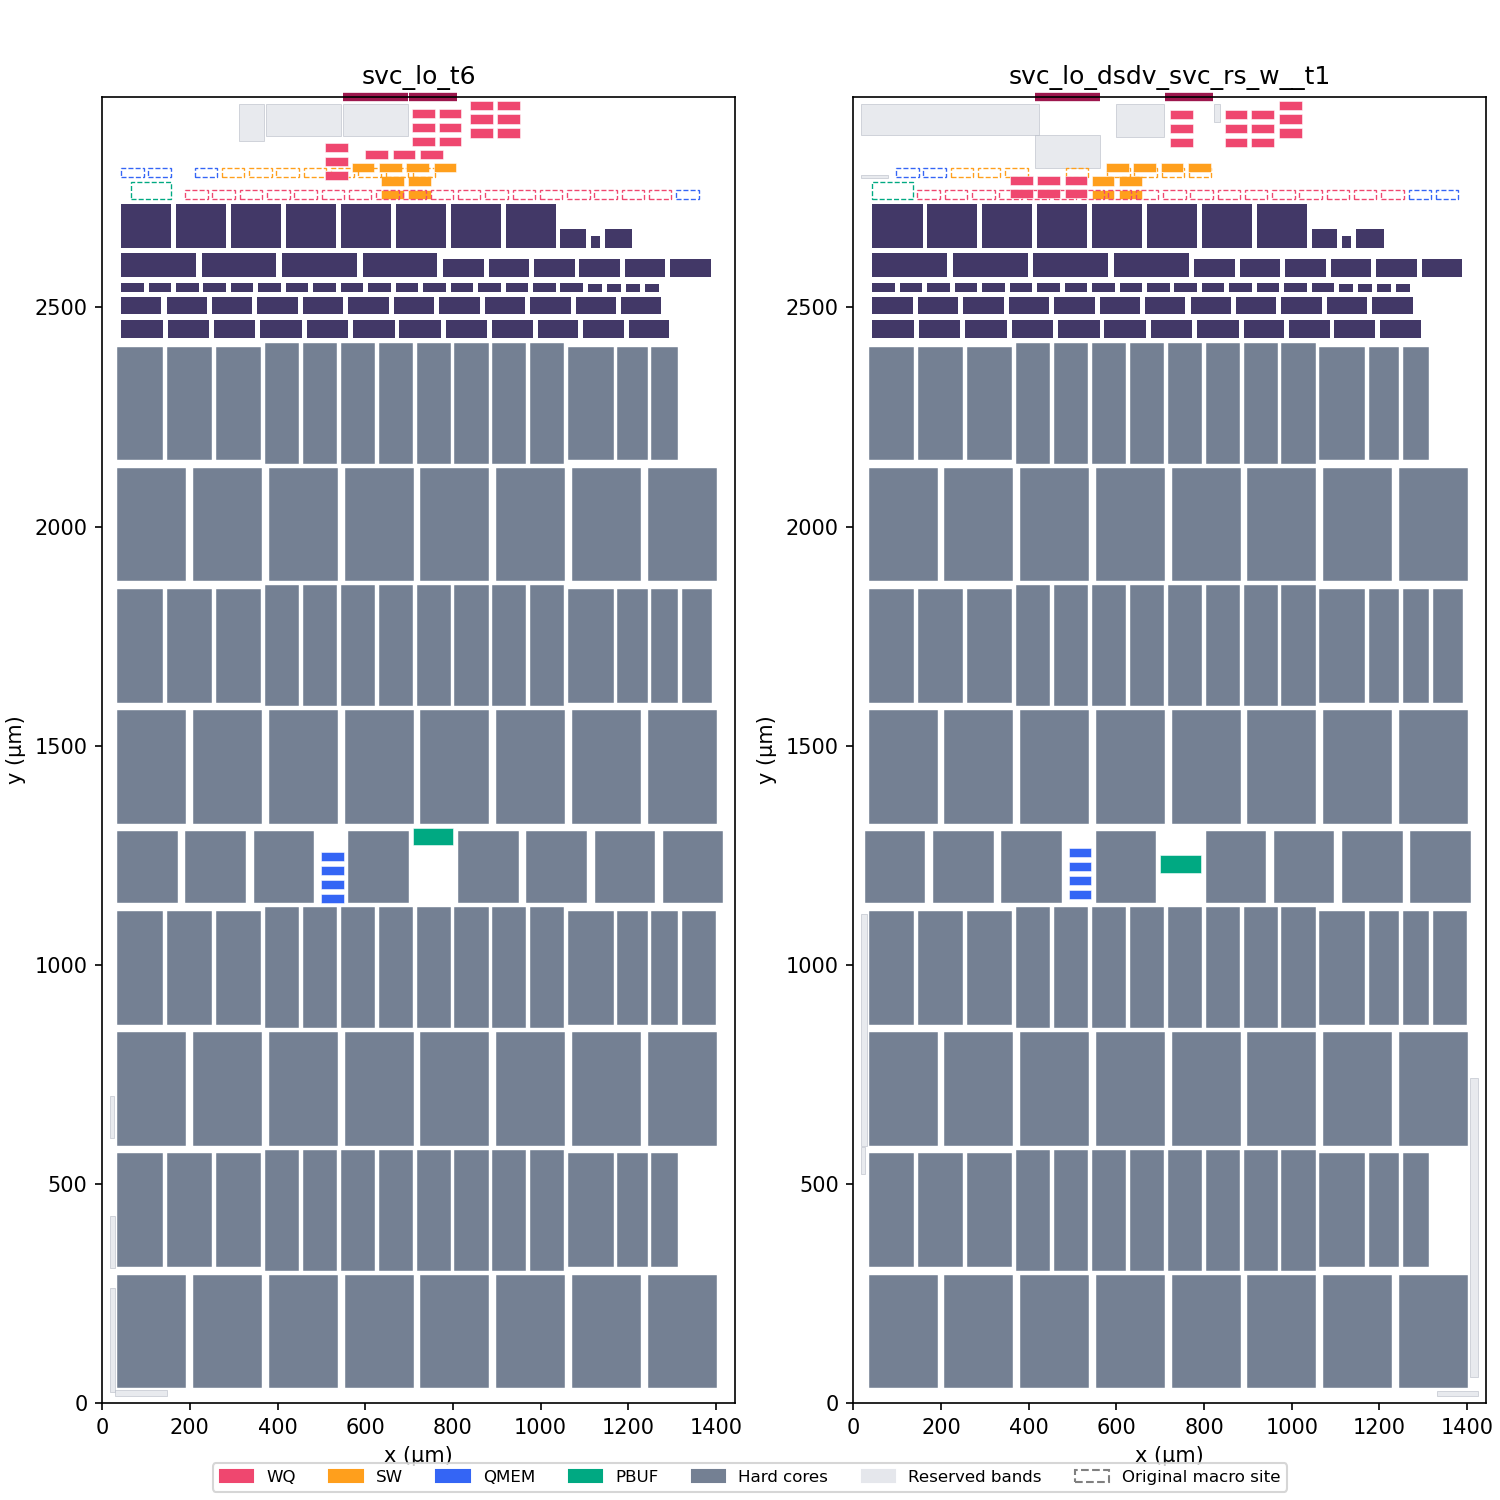 svc_lo_t6
svc_lo_dsdv_svc_rs_w__t1
y (μm)
2500
2000
1500
1000
500
0
0 200 400 600 800 1000 1200 1400
x (μm)
y (μm)
2500
2000
1500
1000
500
0
0 200 400 600 800 1000 1200 1400
x (μm)
WQ SW QMEM PBUF Hard cores Reserved bands Original macro site